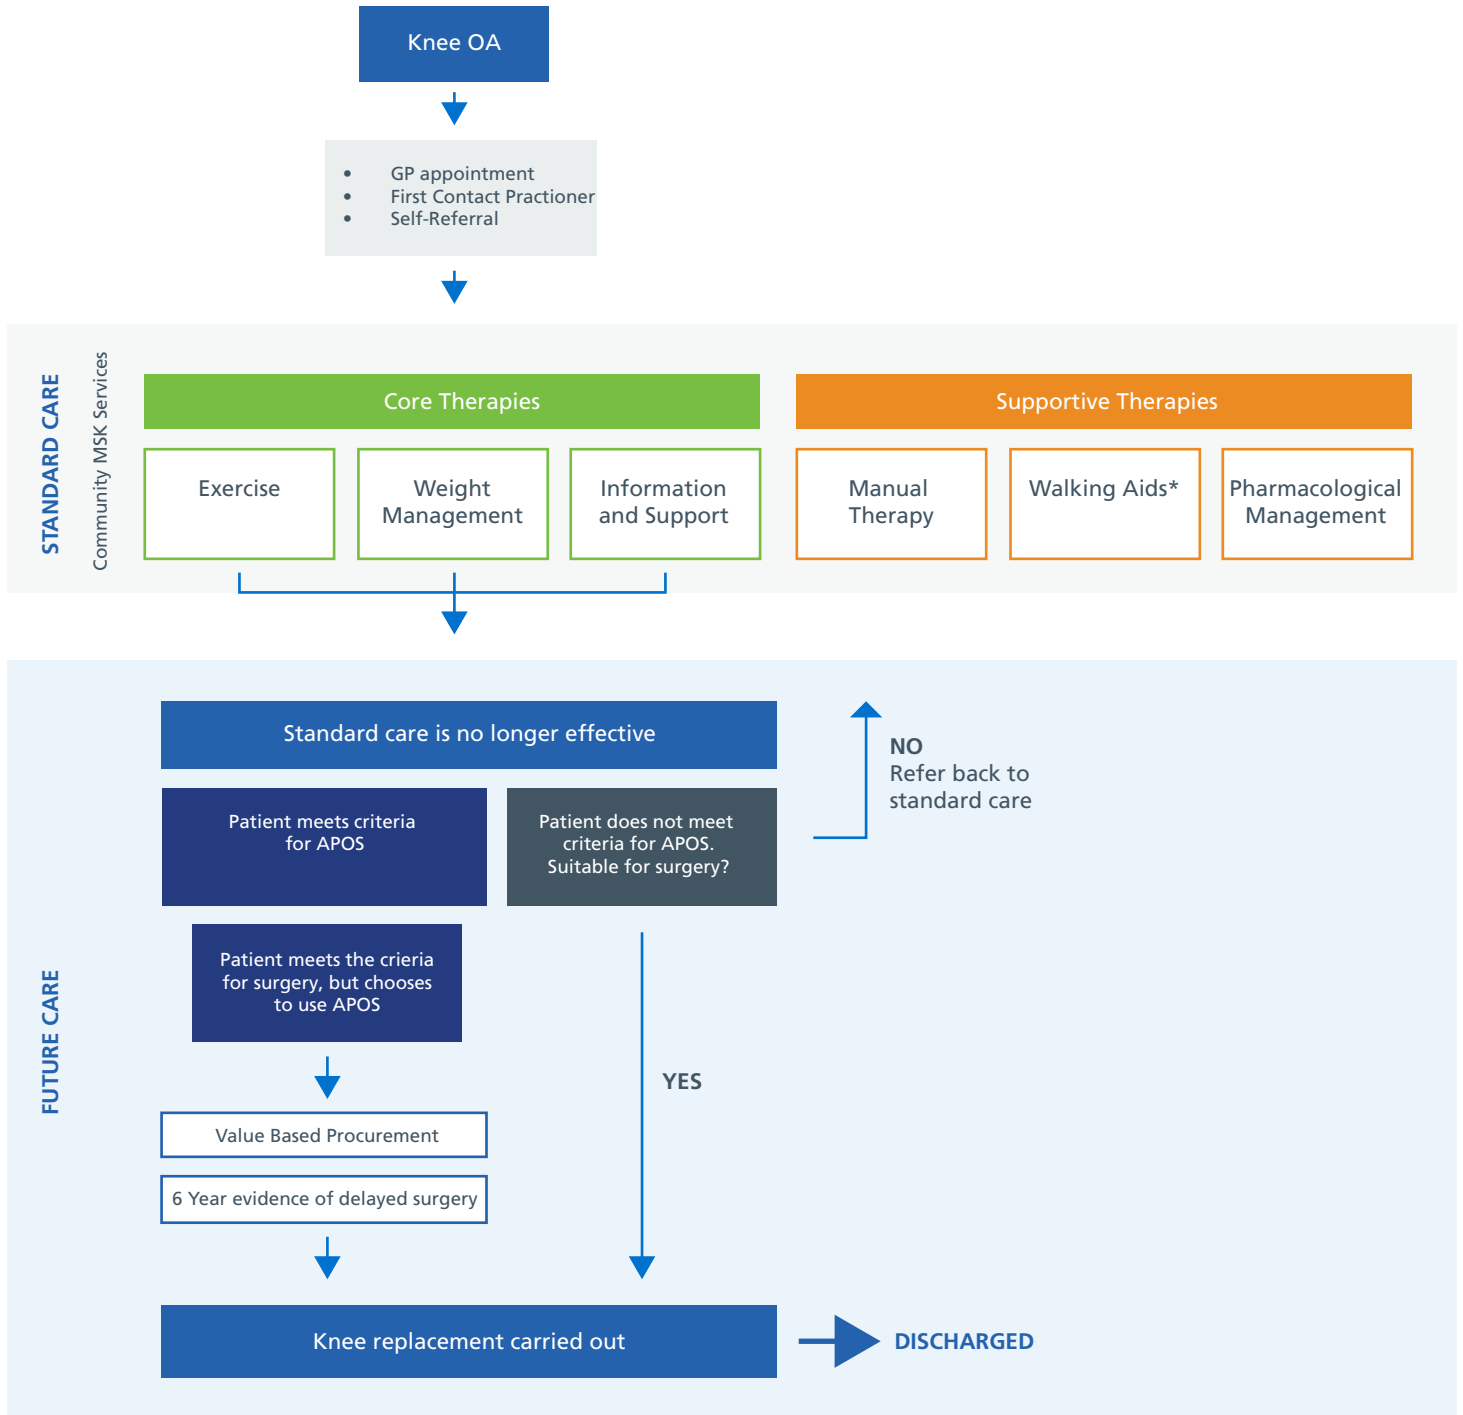 Knee OA
• GP appointment
• First Contact Practioner
• Self-Referral
STANDARD CARE
Community MSK Services
Core Therapies
Exercise
Weight
Management
Information
and Support
Supportive Therapies
Manual
Therapy
Walking Aids*
Pharmacological
Management
FUTURE CARE
Standard care is no longer effective
NO
Refer back to
standard care
Patient meets criteria
for APOS
Patient does not meet
criteria for APOS.
Suitable for surgery?
Patient meets the crieria
for surgery, but chooses
to use APOS
YES
Value Based Procurement
6 Year evidence of delayed surgery
Knee replacement carried out
DISCHARGED